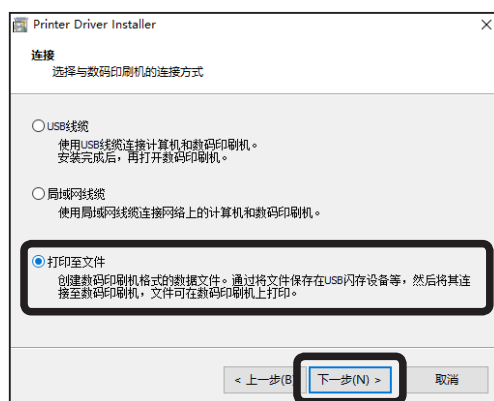 Printer Driver Installer
连接
选择与数码印刷机的连接方式
USB线缆
使用USB线缆连接计算机和数码印刷机。
安装完成后，再打开数码印刷机。
局域网线缆
使用局域网线缆连接网络上的计算机和数码印刷机。
打印至文件
创建数码印刷机格式的数据文件。通过将文件保存在USB闪存设备等，然后将其连
接至数码印刷机，文件可在数码印刷机上打印。
< 上一步(B 下一步(N) > 取消